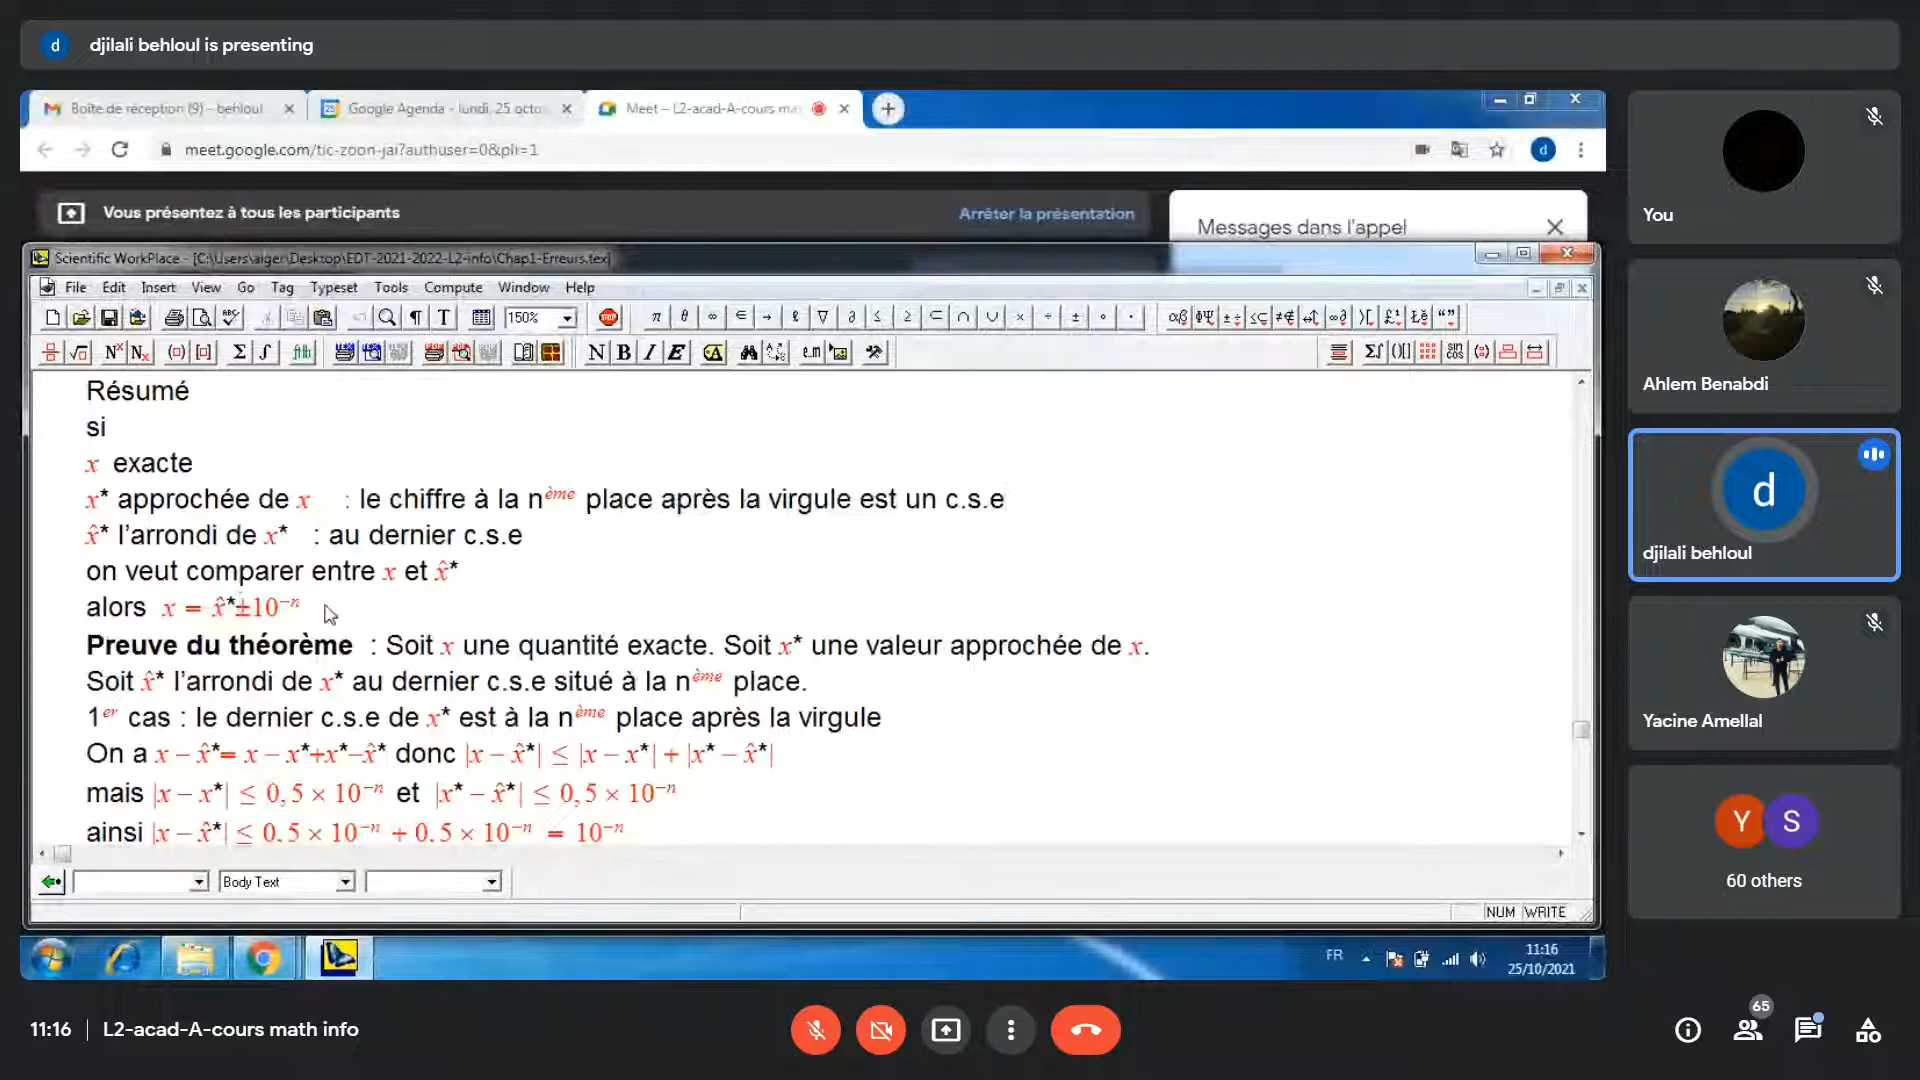 d djilali behloul is presenting
Boîte de réception (9) - behloul
Google Agenda - lundi, 25 octo
Meet – L2-acad-A-cours ma
meet.google.com/tic-zoon-jai?authuser=0&pli=1
d
Vous présentez à tous les participants
Arrêter la présentation
Messages dans l'appel
Scientific WorkPlace - [C:\Users\aiger\Desktop\EDT-2021-2022-L2-info\Chap1-Erreurs.tex]
File Edit Insert View Go Tag Typeset Tools Compute Window Help
150%
Résumé
si
x exacte
x* approchée de x : le chiffre à la nème place après la virgule est un c.s.e
x̂* l'arrondi de x* : au dernier c.s.e
on veut comparer entre x et x̂*
alors x = x̂*±10⁻ⁿ
Preuve du théorème : Soit x une quantité exacte. Soit x* une valeur approchée de x.
Soit x̂* l'arrondi de x* au dernier c.s.e situé à la nème place.
1er cas : le dernier c.s.e de x* est à la nème place après la virgule
On a x − x̂*= x − x*+x*−x̂* donc |x − x̂*| ≤ |x − x*| + |x* − x̂*|
mais |x − x*| ≤ 0,5 × 10⁻ⁿ et |x* − x̂*| ≤ 0,5 × 10⁻ⁿ
ainsi |x − x̂*| ≤ 0,5 × 10⁻ⁿ + 0,5 × 10⁻ⁿ = 10⁻ⁿ
Body Text
NUM WRITE
FR
11:16
25/10/2021
You
Ahlem Benabdi
d
djilali behloul
Yacine Amellal
Y S
60 others
11:16 | L2-acad-A-cours math info
65